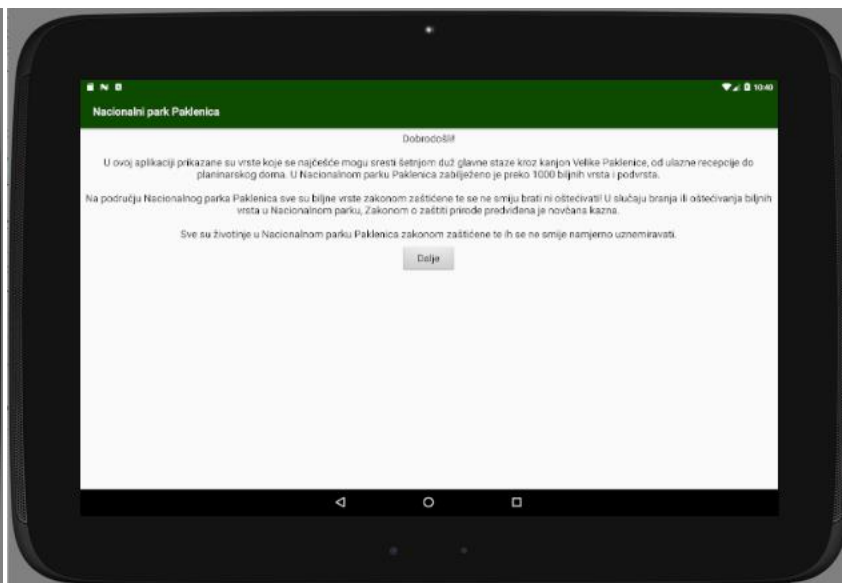 10:40
Nacionalni park Paklenica
Dobrodošli!
U ovoj aplikaciji prikazane su vrste koje se najčešće mogu sresti šetnjom duž glavne staze kroz kanjon Velike Paklenice, od ulazne recepcije do
planinarskog doma. U Nacionalnom parku Paklenica zabilježeno je preko 1000 biljnih vrsta i podvrsta.
Na području Nacionalnog parka Paklenica sve su biljne vrste zakonom zaštićene te se ne smiju brati ni oštećivati! U slučaju branja ili oštećivanja biljnih
vrsta u Nacionalnom parku, Zakonom o zaštiti prirode predviđena je novčana kazna.
Sve su životinje u Nacionalnom parku Paklenica zakonom zaštićene te ih se ne smije namjerno uznemiravati.
Dalje